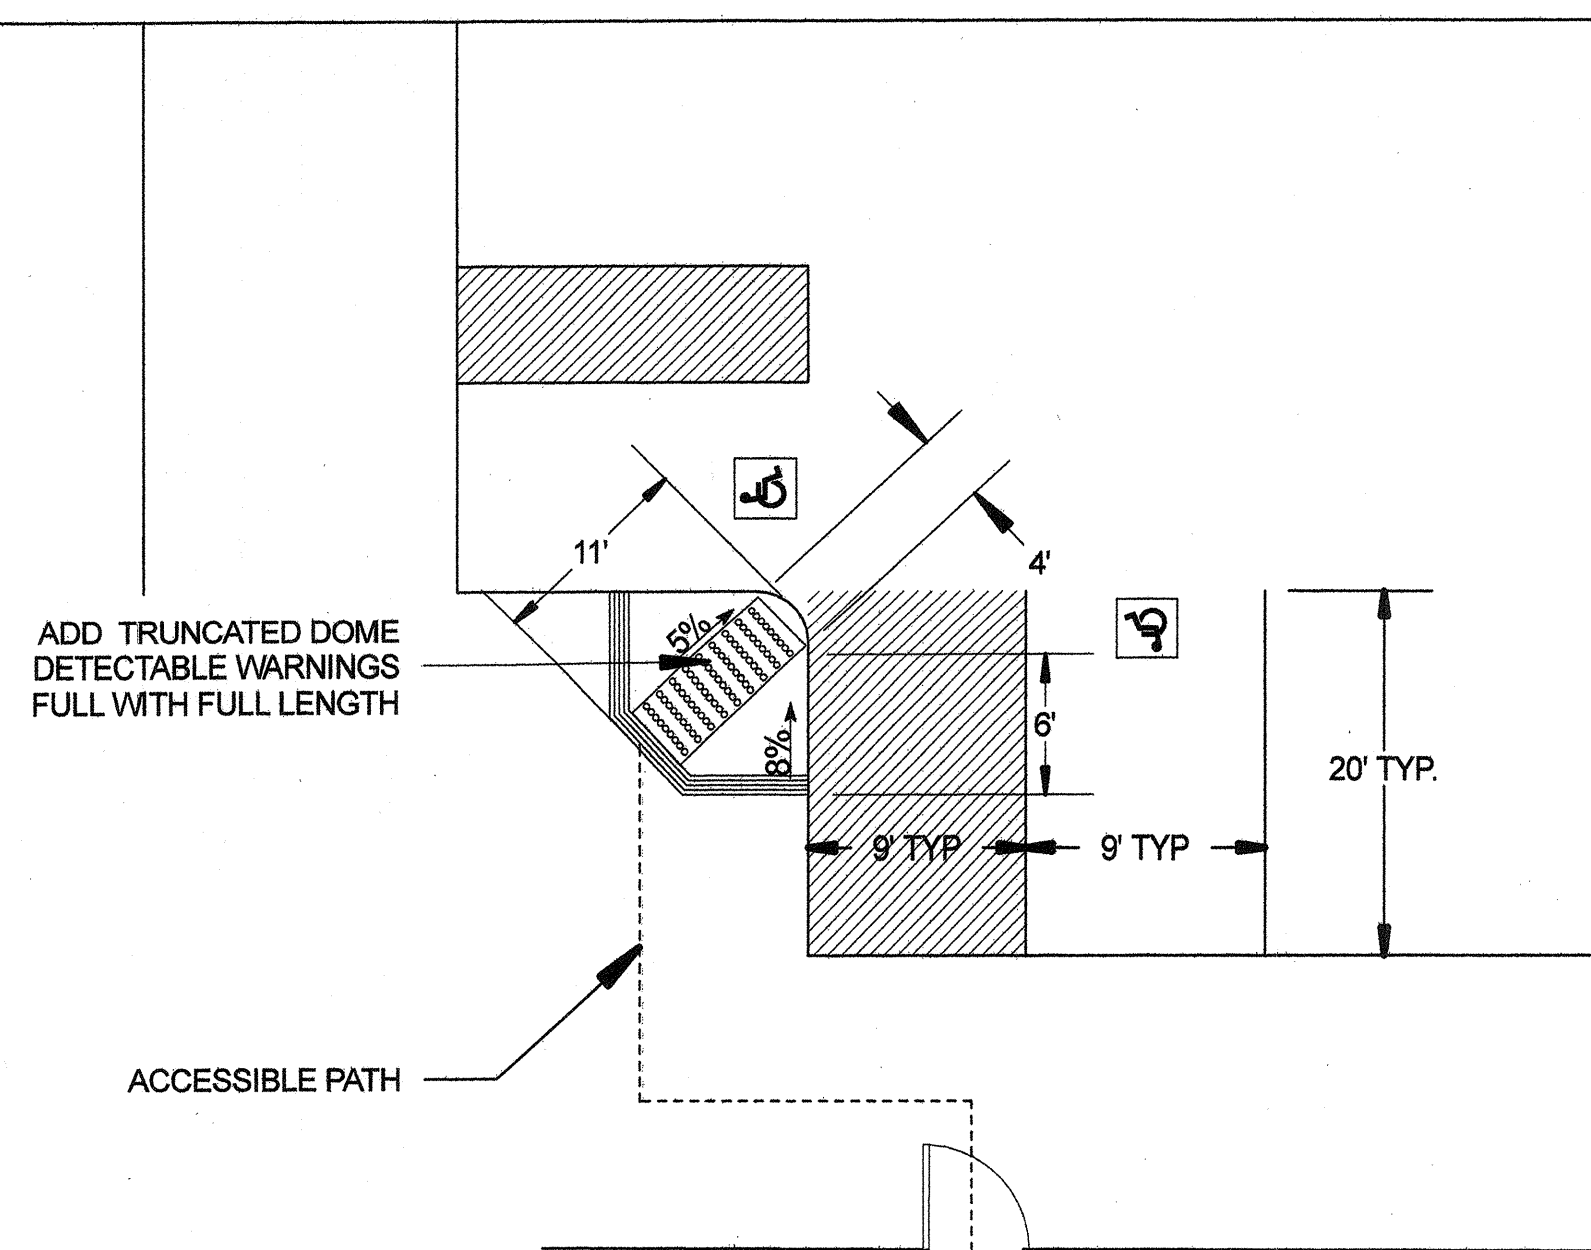 11'
4'
ADD TRUNCATED DOME
DETECTABLE WARNINGS
FULL WITH FULL LENGTH
5%
8%
6'
20' TYP.
9' TYP
9' TYP
ACCESSIBLE PATH